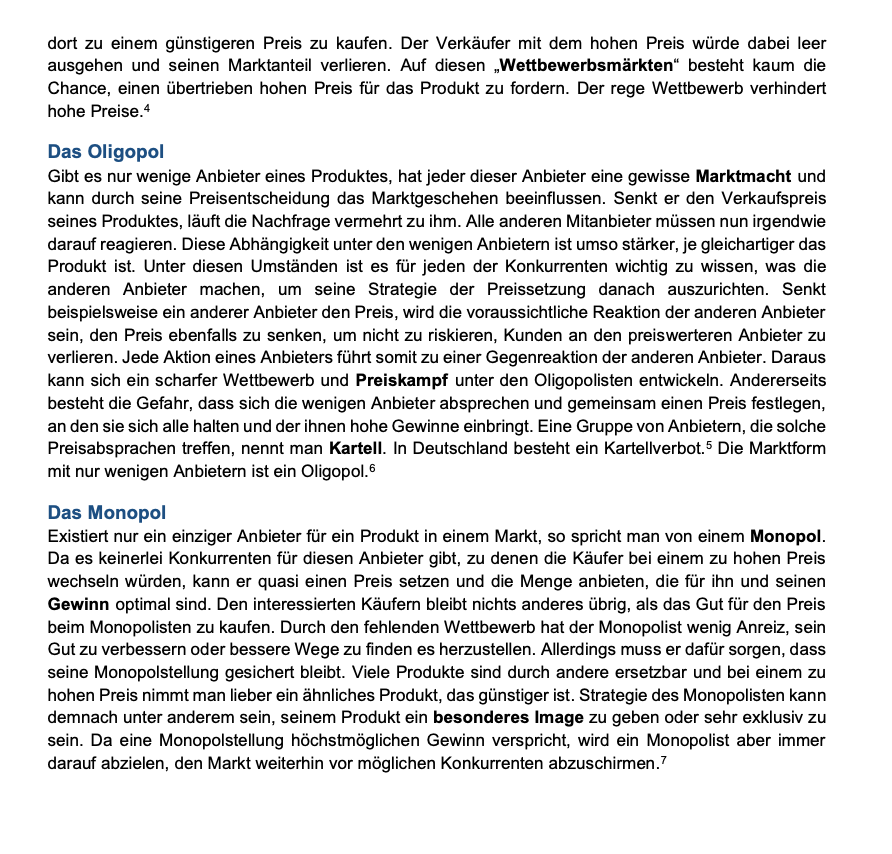 dort zu einem günstigeren Preis zu kaufen. Der Verkäufer mit dem hohen Preis würde dabei leer
ausgehen und seinen Marktanteil verlieren. Auf diesen „Wettbewerbsmärkten“ besteht kaum die
Chance, einen übertrieben hohen Preis für das Produkt zu fordern. Der rege Wettbewerb verhindert
hohe Preise.⁴
Das Oligopol
Gibt es nur wenige Anbieter eines Produktes, hat jeder dieser Anbieter eine gewisse Marktmacht und
kann durch seine Preisentscheidung das Marktgeschehen beeinflussen. Senkt er den Verkaufspreis
seines Produktes, läuft die Nachfrage vermehrt zu ihm. Alle anderen Mitanbieter müssen nun irgendwie
darauf reagieren. Diese Abhängigkeit unter den wenigen Anbietern ist umso stärker, je gleichartiger das
Produkt ist. Unter diesen Umständen ist es für jeden der Konkurrenten wichtig zu wissen, was die
anderen Anbieter machen, um seine Strategie der Preissetzung danach auszurichten. Senkt
beispielsweise ein anderer Anbieter den Preis, wird die voraussichtliche Reaktion der anderen Anbieter
sein, den Preis ebenfalls zu senken, um nicht zu riskieren, Kunden an den preiswerteren Anbieter zu
verlieren. Jede Aktion eines Anbieters führt somit zu einer Gegenreaktion der anderen Anbieter. Daraus
kann sich ein scharfer Wettbewerb und Preiskampf unter den Oligopolisten entwickeln. Andererseits
besteht die Gefahr, dass sich die wenigen Anbieter absprechen und gemeinsam einen Preis festlegen,
an den sie sich alle halten und der ihnen hohe Gewinne einbringt. Eine Gruppe von Anbietern, die solche
Preisabsprachen treffen, nennt man Kartell. In Deutschland besteht ein Kartellverbot.⁵ Die Marktform
mit nur wenigen Anbietern ist ein Oligopol.⁶
Das Monopol
Existiert nur ein einziger Anbieter für ein Produkt in einem Markt, so spricht man von einem Monopol.
Da es keinerlei Konkurrenten für diesen Anbieter gibt, zu denen die Käufer bei einem zu hohen Preis
wechseln würden, kann er quasi einen Preis setzen und die Menge anbieten, die für ihn und seinen
Gewinn optimal sind. Den interessierten Käufern bleibt nichts anderes übrig, als das Gut für den Preis
beim Monopolisten zu kaufen. Durch den fehlenden Wettbewerb hat der Monopolist wenig Anreiz, sein
Gut zu verbessern oder bessere Wege zu finden es herzustellen. Allerdings muss er dafür sorgen, dass
seine Monopolstellung gesichert bleibt. Viele Produkte sind durch andere ersetzbar und bei einem zu
hohen Preis nimmt man lieber ein ähnliches Produkt, das günstiger ist. Strategie des Monopolisten kann
demnach unter anderem sein, seinem Produkt ein besonderes Image zu geben oder sehr exklusiv zu
sein. Da eine Monopolstellung höchstmöglichen Gewinn verspricht, wird ein Monopolist aber immer
darauf abzielen, den Markt weiterhin vor möglichen Konkurrenten abzuschirmen.⁷